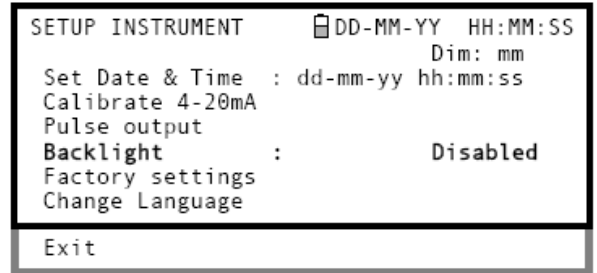 SETUP INSTRUMENT DD-MM-YY HH:MM:SS
Dim: mm
Set Date & Time : dd-mm-yy hh:mm:ss
Calibrate 4-20mA
Pulse output
Backlight : Disabled
Factory settings
Change Language
Exit